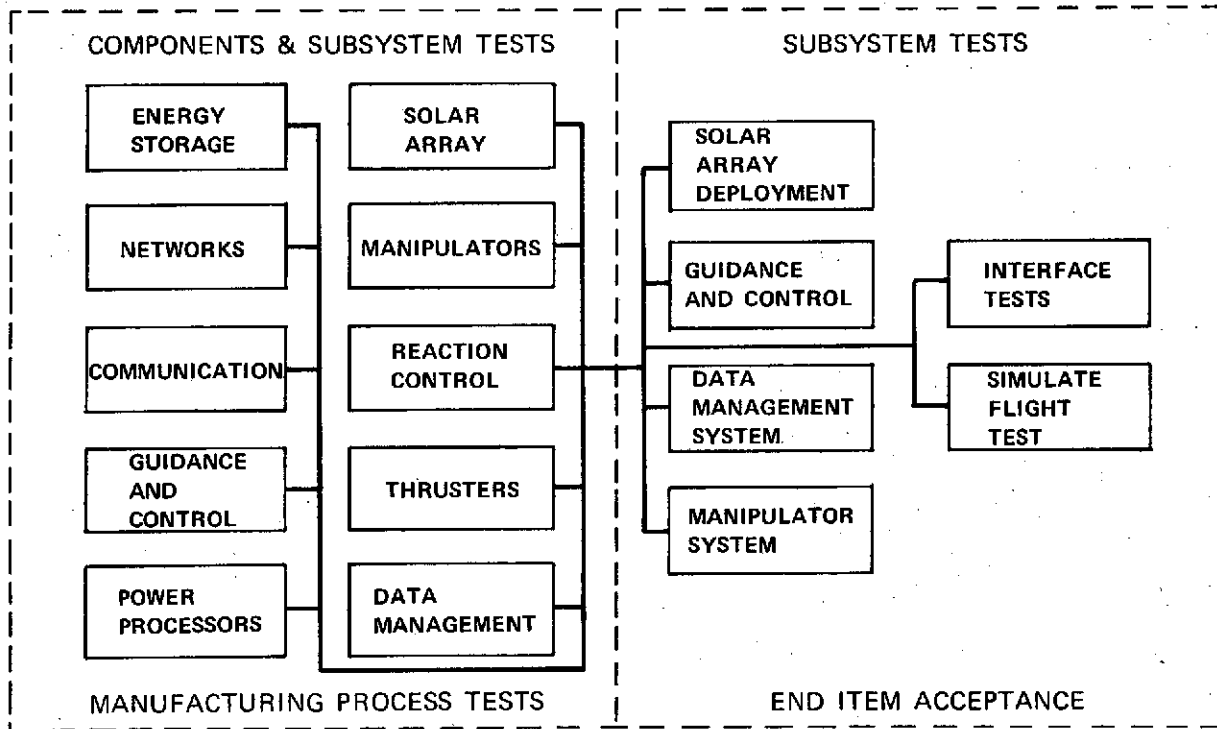 COMPONENTS & SUBSYSTEM TESTS
ENERGY
STORAGE
NETWORKS
COMMUNICATION
GUIDANCE
AND
CONTROL
POWER
PROCESSORS
SOLAR
ARRAY
MANIPULATORS
REACTION
CONTROL
THRUSTERS
DATA
MANAGEMENT
MANUFACTURING PROCESS TESTS
SUBSYSTEM TESTS
SOLAR
ARRAY
DEPLOYMENT
GUIDANCE
AND CONTROL
DATA
MANAGEMENT
SYSTEM
MANIPULATOR
SYSTEM
INTERFACE
TESTS
SIMULATE
FLIGHT
TEST
END ITEM ACCEPTANCE